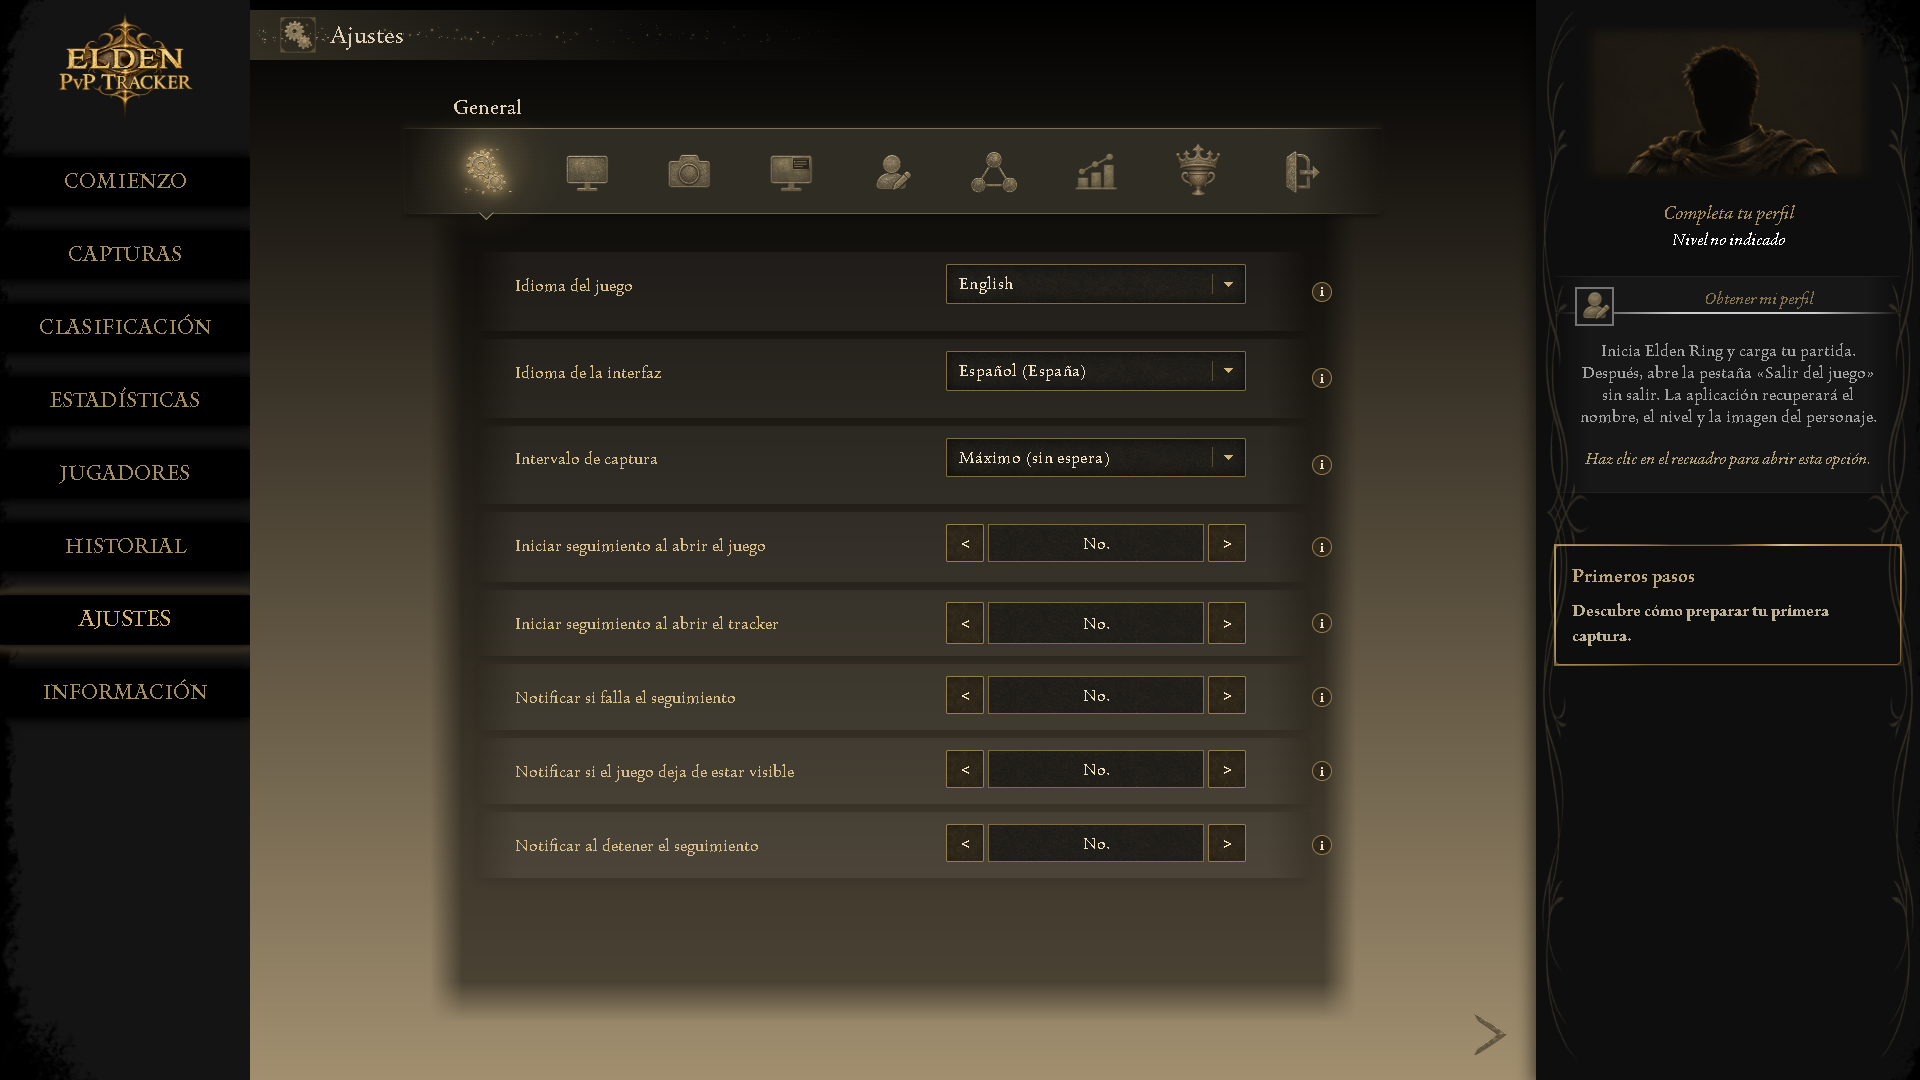 ELDEN
PVP TRACKER
COMIENZO
CAPTURAS
CLASIFICACIÓN
ESTADÍSTICAS
JUGADORES
HISTORIAL
AJUSTES
INFORMACIÓN
Ajustes
General
Idioma del juego
English
Idioma de la interfaz
Español (España)
Intervalo de captura
Máximo (sin espera)
Iniciar seguimiento al abrir el juego
< No. >
Iniciar seguimiento al abrir el tracker
< No. >
Notificar si falla el seguimiento
< No. >
Notificar si el juego deja de estar visible
< No. >
Notificar al detener el seguimiento
< No. >
Completa tu perfil
Nivel no indicado
Obtener mi perfil
Inicia Elden Ring y carga tu partida.
Después, abre la pestaña «Salir del juego»
sin salir. La aplicación recuperará el
nombre, el nivel y la imagen del personaje.
Haz clic en el recuadro para abrir esta opción.
Primeros pasos
Descubre cómo preparar tu primera
captura.